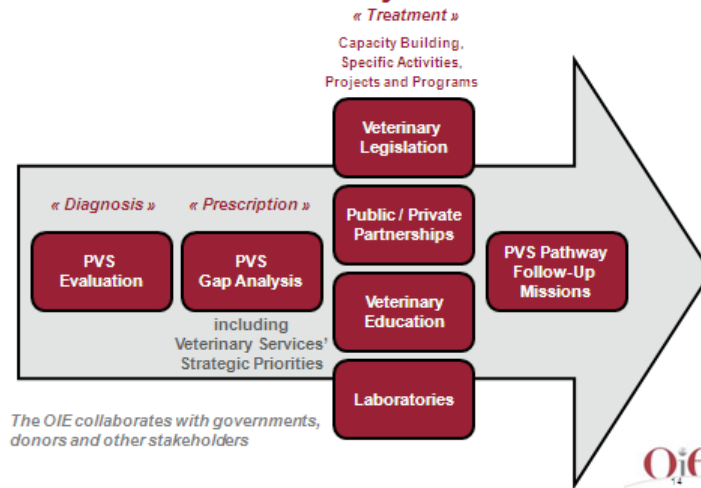 « Treatment »
Capacity Building,
Specific Activities,
Projects and Programs
Veterinary
Legislation
« Diagnosis »
« Prescription »
Public / Private
Partnerships
PVS
Evaluation
PVS
Gap Analysis
PVS Pathway
Follow-Up
Missions
including
Veterinary Services'
Strategic Priorities
Veterinary
Education
Laboratories
The OIE collaborates with governments,
donors and other stakeholders
OiE
14